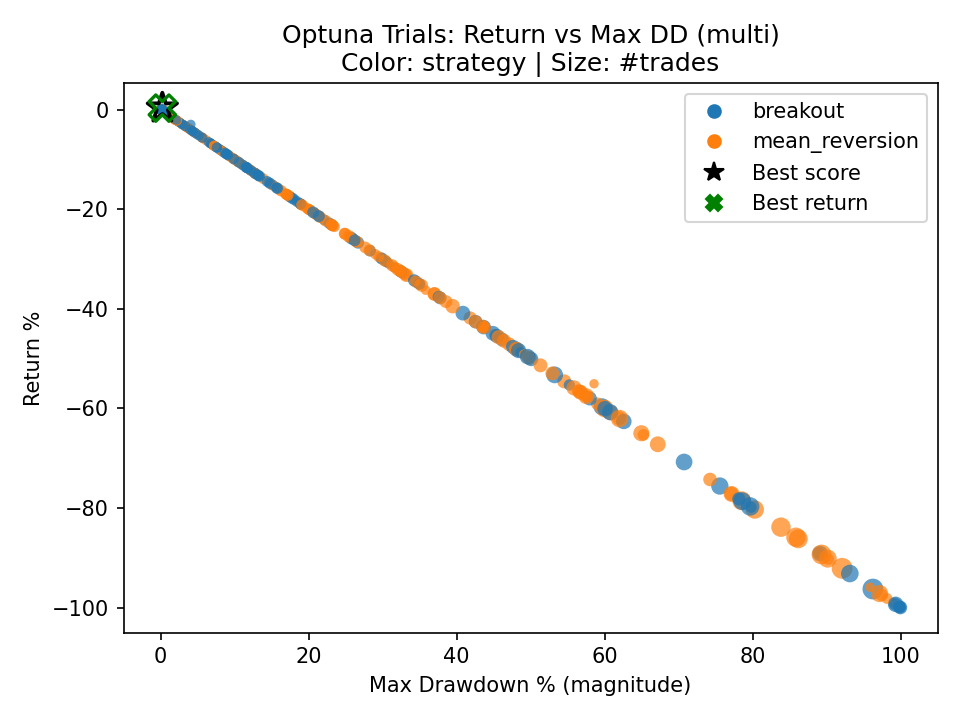 Optuna Trials: Return vs Max DD (multi)
Color: strategy | Size: #trades
breakout
mean_reversion
Best score
Best return
Return %
0
−20
−40
−60
−80
−100
0
20
40
60
80
100
Max Drawdown % (magnitude)